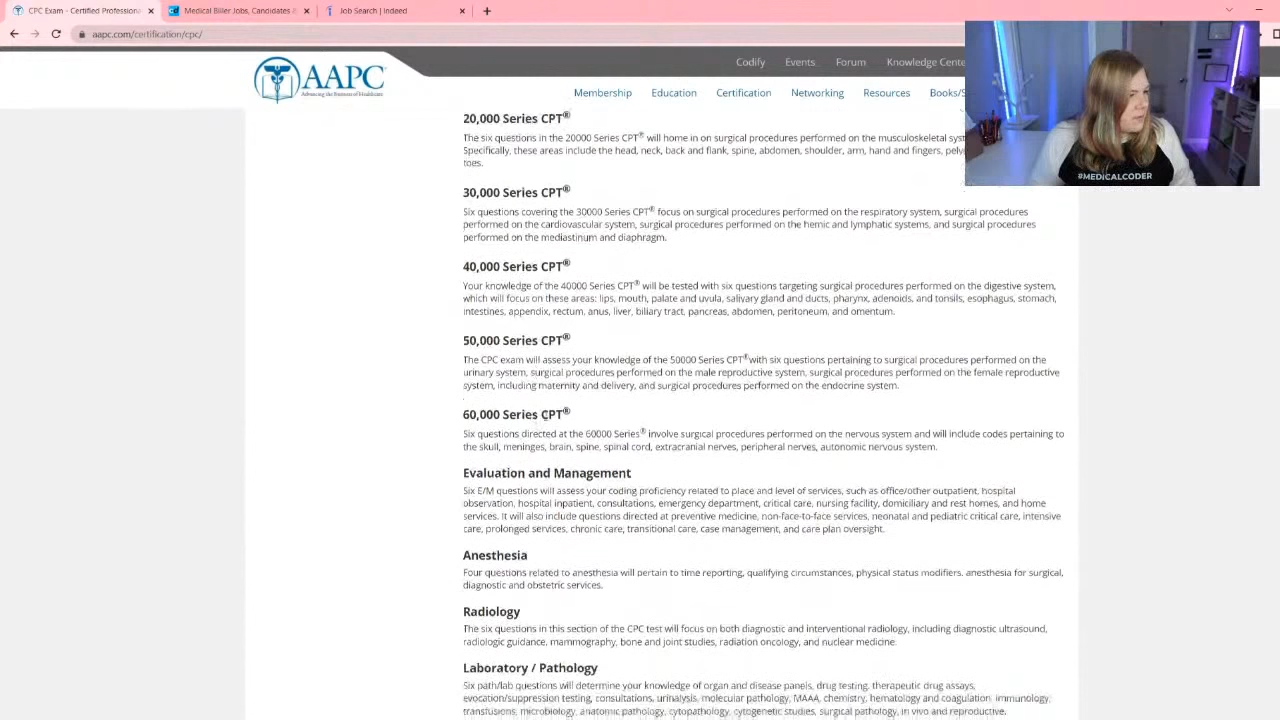 CPC Exam - Certified Professiona
Medical Biller Jobs, Candidates
Job Search | Indeed
aapc.com/certification/cpc/
Codify
Events
Forum
Knowledge Cente
AAPC
Advancing the Business of Healthcare
Membership
Education
Certification
Networking
Resources
Books/S
20,000 Series CPT®
The six questions in the 20000 Series CPT® will home in on surgical procedures performed on the musculoskeletal sys
Specifically, these areas include the head, neck, back and flank, spine, abdomen, shoulder, arm, hand and fingers, pelv
toes.
30,000 Series CPT®
Six questions covering the 30000 Series CPT® focus on surgical procedures performed on the respiratory system, surgical procedures
performed on the cardiovascular system, surgical procedures performed on the hemic and lymphatic systems, and surgical procedures
performed on the mediastinum and diaphragm.
40,000 Series CPT®
Your knowledge of the 40000 Series CPT® will be tested with six questions targeting surgical procedures performed on the digestive system,
which will focus on these areas: lips, mouth, palate and uvula, salivary gland and ducts, pharynx, adenoids, and tonsils, esophagus, stomach,
intestines, appendix, rectum, anus, liver, biliary tract, pancreas, abdomen, peritoneum, and omentum.
50,000 Series CPT®
The CPC exam will assess your knowledge of the 50000 Series CPT®with six questions pertaining to surgical procedures performed on the
urinary system, surgical procedures performed on the male reproductive system, surgical procedures performed on the female reproductive
system, including maternity and delivery, and surgical procedures performed on the endocrine system.
60,000 Series CPT®
Six questions directed at the 60000 Series® involve surgical procedures performed on the nervous system and will include codes pertaining to
the skull, meninges, brain, spine, spinal cord, extracranial nerves, peripheral nerves, autonomic nervous system.
Evaluation and Management
Six E/M questions will assess your coding proficiency related to place and level of services, such as office/other outpatient, hospital
observation, hospital inpatient, consultations, emergency department, critical care, nursing facility, domiciliary and rest homes, and home
services. It will also include questions directed at preventive medicine, non-face-to-face services, neonatal and pediatric critical care, intensive
care, prolonged services, chronic care, transitional care, case management, and care plan oversight.
Anesthesia
Four questions related to anesthesia will pertain to time reporting, qualifying circumstances, physical status modifiers. anesthesia for surgical,
diagnostic and obstetric services.
Radiology
The six questions in this section of the CPC test will focus on both diagnostic and interventional radiology, including diagnostic ultrasound,
radiologic guidance, mammography, bone and joint studies, radiation oncology, and nuclear medicine.
Laboratory / Pathology
Six path/lab questions will determine your knowledge of organ and disease panels, drug testing, therapeutic drug assays,
evocation/suppression testing, consultations, urinalysis, molecular pathology, MAAA, chemistry, hematology and coagulation, immunology,
transfusions, microbiology, anatomic pathology, cytopathology, cytogenetic studies, surgical pathology, in vivo and reproductive.
#MEDICALCODER